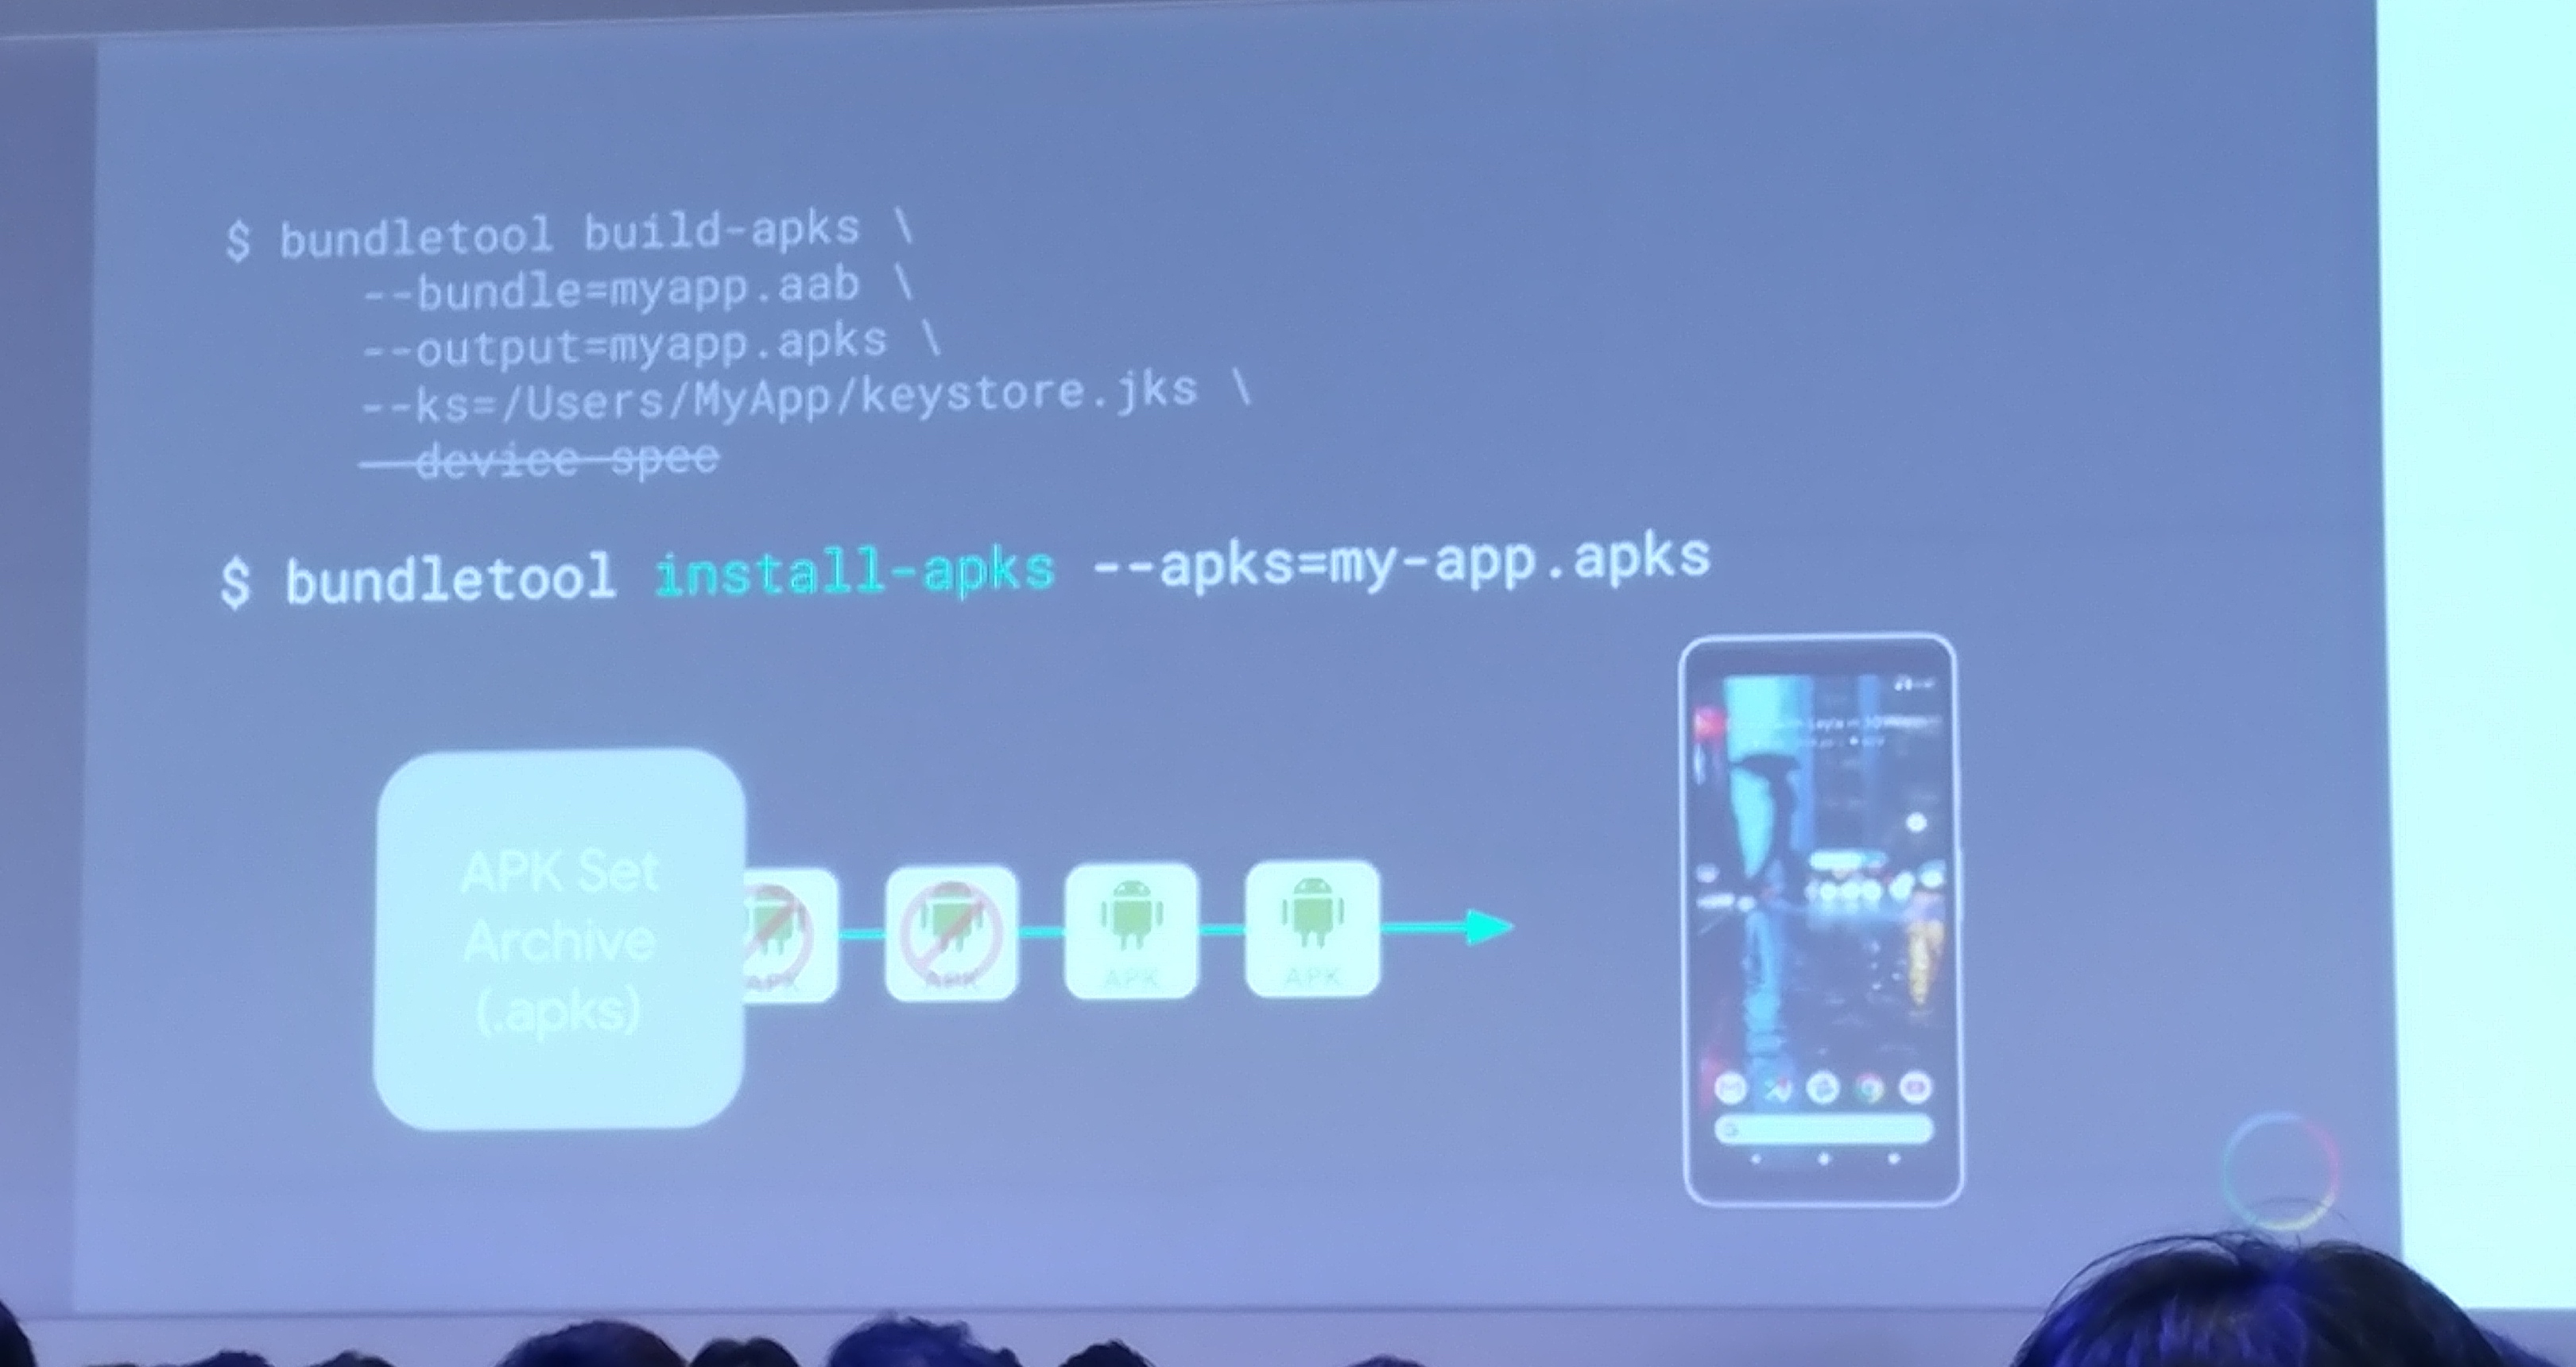 $ bundletool build-apks \
--bundle=myapp.aab \
--output=myapp.apks \
--ks=/Users/MyApp/keystore.jks \
--device-spec
$ bundletool install-apks --apks=my-app.apks
APK Set
Archive
(.apks)
APK
APK
APK
APK